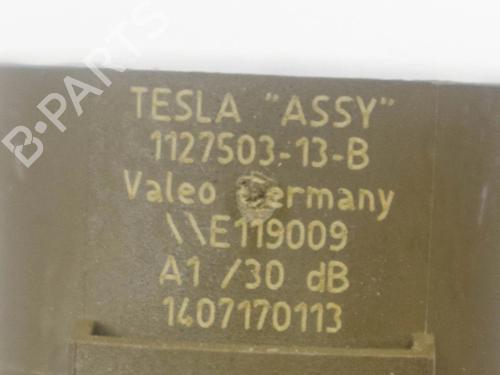 B-PARTS
TESLA "ASSY"
1127503-13-B
Valeo Germany
\\E119009
A1 /30 dB
1407170113